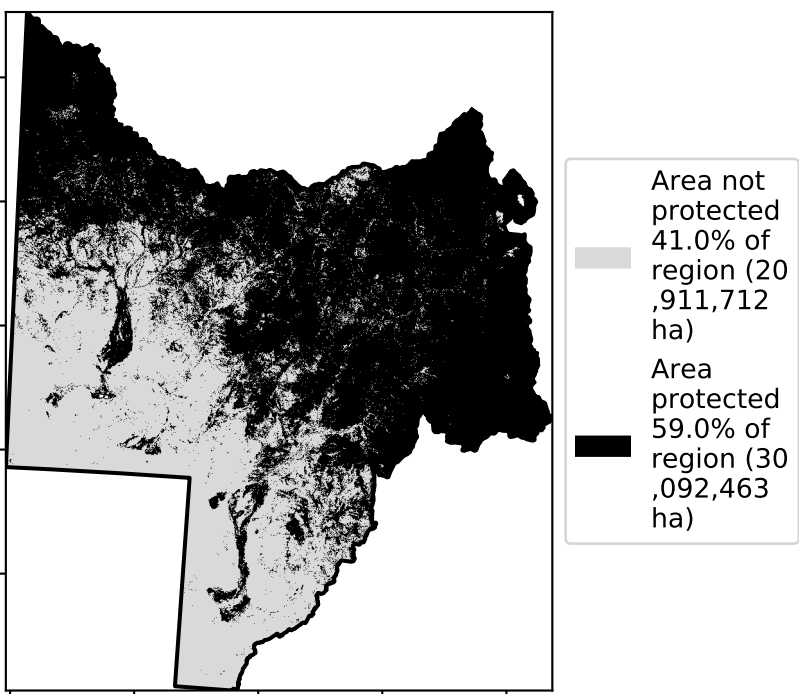 Area not
protected
41.0% of
region (20
,911,712
ha)
Area
protected
59.0% of
region (30
,092,463
ha)